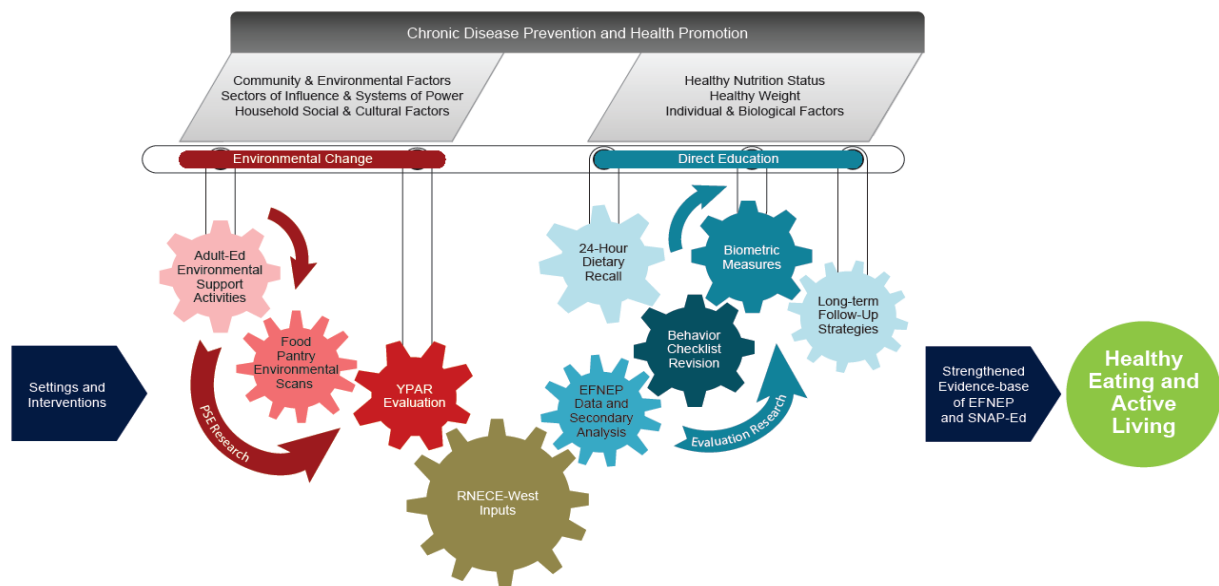 Chronic Disease Prevention and Health Promotion
Community & Environmental Factors
Sectors of Influence & Systems of Power
Household Social & Cultural Factors
Healthy Nutrition Status
Healthy Weight
Individual & Biological Factors
Environmental Change
Direct Education
Adult-Ed
Environmental
Support
Activities
24-Hour
Dietary
Recall
Biometric
Measures
Long-term
Follow-Up
Strategies
Food
Pantry
Environmental
Scans
Behavior
Checklist
Revision
YPAR
Evaluation
EFNEP
Data and
Secondary
Analysis
PSE Research
Evaluation Research
RNECE-West
Inputs
Settings and
Interventions
Strengthened
Evidence-base
of EFNEP
and SNAP-Ed
Healthy
Eating and
Active
Living